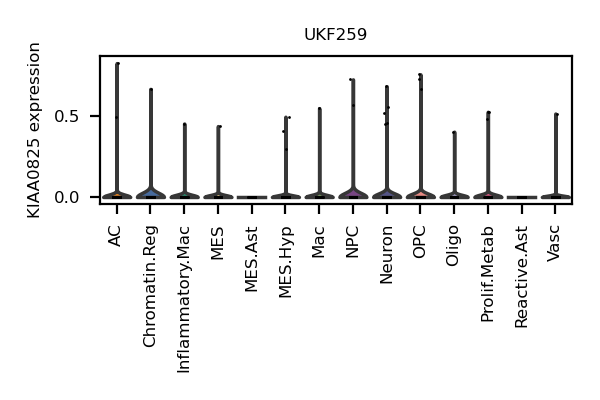 UKF259
KIAA0825 expression
0.5
0.0
AC
Chromatin.Reg
Inflammatory.Mac
MES
MES.Ast
MES.Hyp
Mac
NPC
Neuron
OPC
Oligo
Prolif.Metab
Reactive.Ast
Vasc